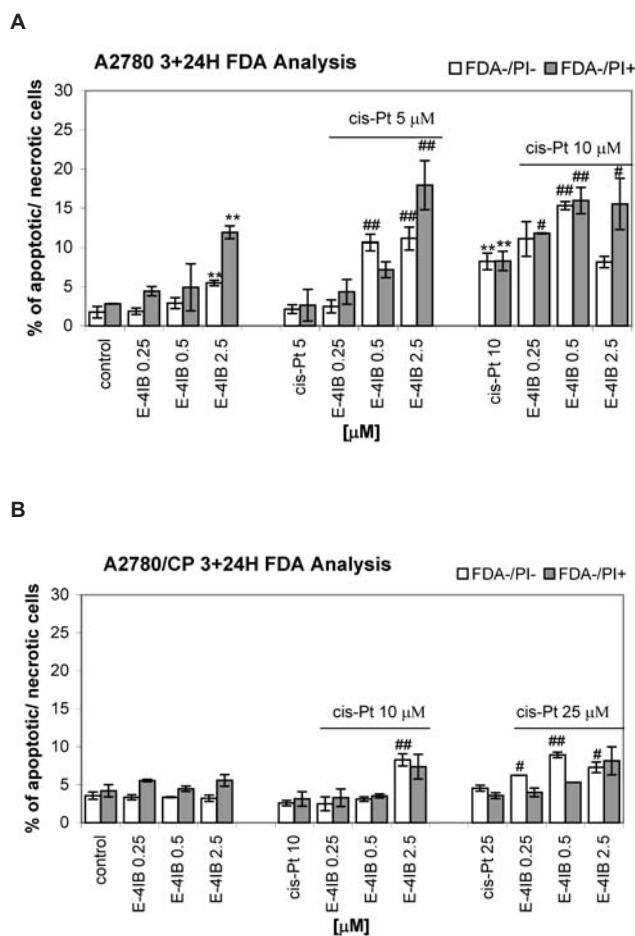 A
A2780 3+24H FDA Analysis
FDA-/PI- FDA-/PI+
% of apoptotic/ necrotic cells
30
25
20
15
10
5
0
cis-Pt 5 μM
cis-Pt 10 μM
** ** ## ## ## ** ** # ## ## #
control
E-4IB 0.25
E-4IB 0.5
E-4IB 2.5
cis-Pt 5
E-4IB 0.25
E-4IB 0.5
E-4IB 2.5
cis-Pt 10
E-4IB 0.25
E-4IB 0.5
E-4IB 2.5
[μM]
B
A2780/CP 3+24H FDA Analysis
FDA-/PI- FDA-/PI+
% of apoptotic/ necrotic cells
30
25
20
15
10
5
0
cis-Pt 10 μM
cis-Pt 25 μM
## # ## #
control
E-4IB 0.25
E-4IB 0.5
E-4IB 2.5
cis-Pt 10
E-4IB 0.25
E-4IB 0.5
E-4IB 2.5
cis-Pt 25
E-4IB 0.25
E-4IB 0.5
E-4IB 2.5
[μM]